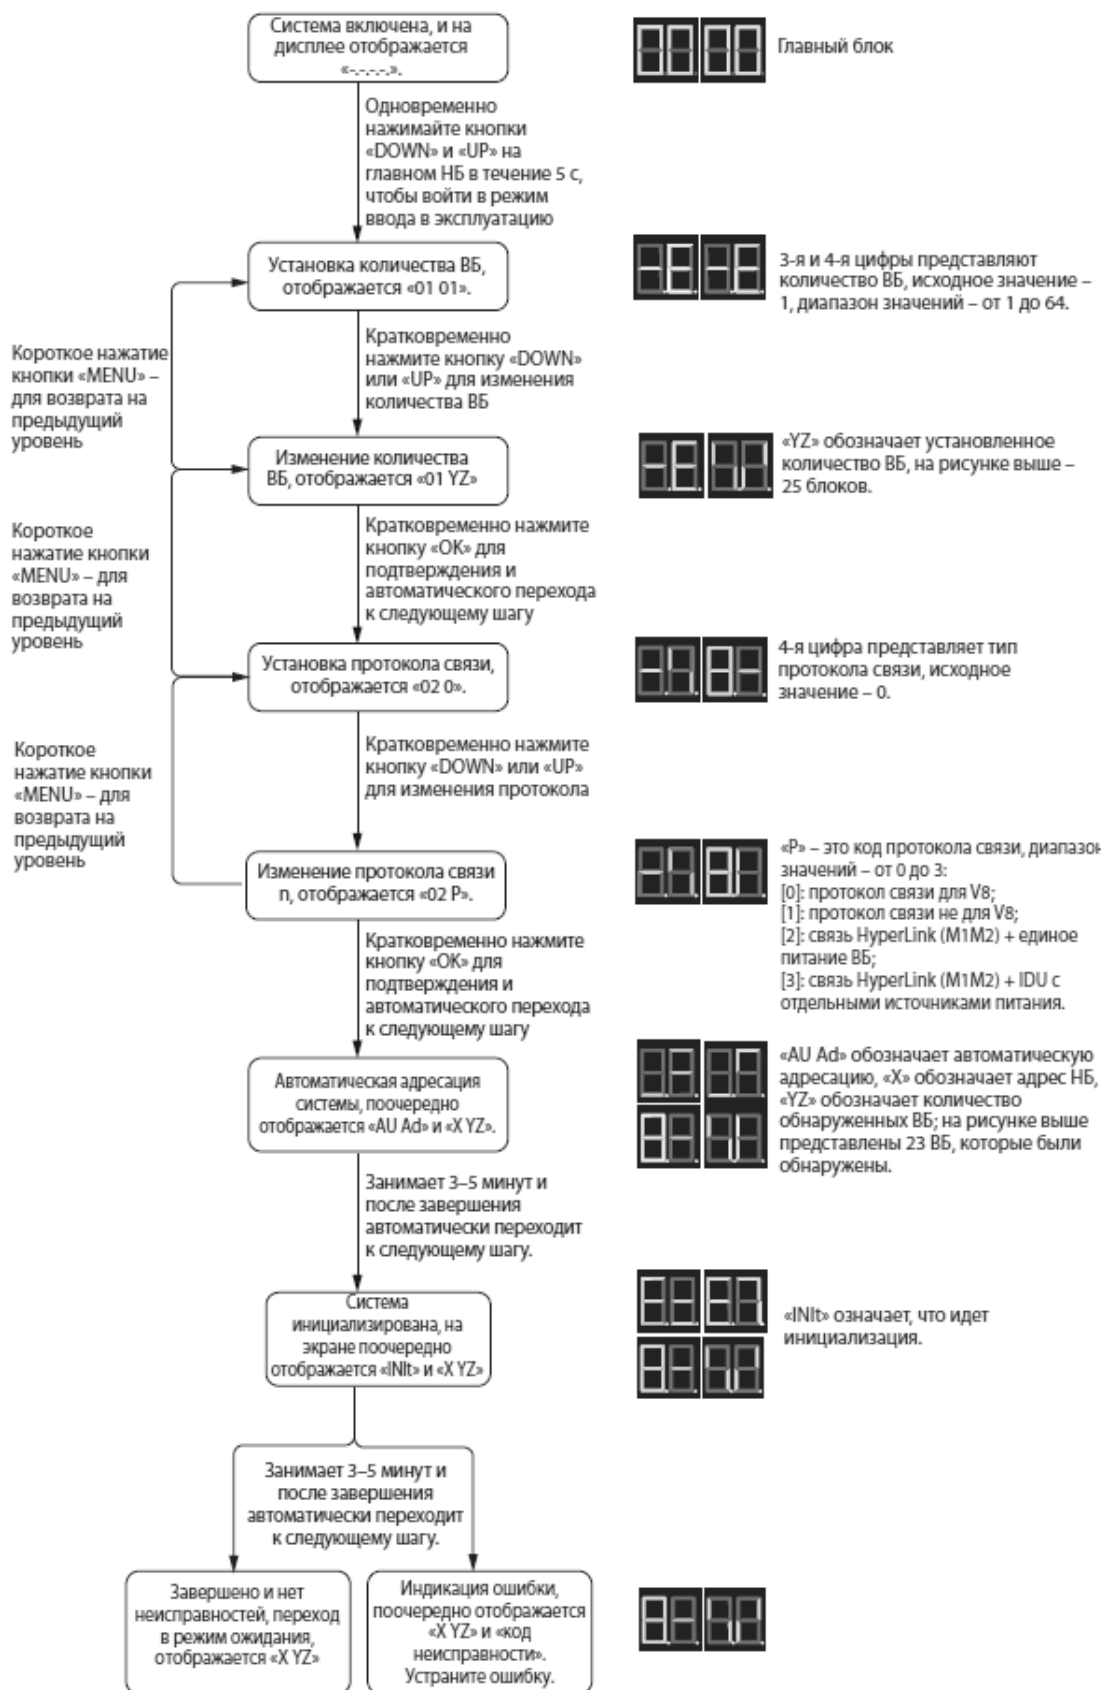 Система включена, и на
дисплее отображается
«-.-.-.-.».
Главный блок
Одновременно
нажимайте кнопки
«DOWN» и «UP» на
главном НБ в течение 5 с,
чтобы войти в режим
ввода в эксплуатацию
Установка количества ВБ,
отображается «01 01».
3-я и 4-я цифры представляют
количество ВБ, исходное значение –
1, диапазон значений – от 1 до 64.
Короткое нажатие
кнопки «MENU» –
для возврата на
предыдущий
уровень
Кратковременно
нажмите кнопку «DOWN»
или «UP» для изменения
количества ВБ
Изменение количества
ВБ, отображается «01 YZ»
«YZ» обозначает установленное
количество ВБ, на рисунке выше –
25 блоков.
Короткое
нажатие кнопки
«MENU» – для
возврата на
предыдущий
уровень
Кратковременно нажмите
кнопку «OK» для
подтверждения и
автоматического перехода
к следующему шагу
Установка протокола связи,
отображается «02 0».
4-я цифра представляет тип
протокола связи, исходное
значение – 0.
Короткое
нажатие кнопки
«MENU» – для
возврата на
предыдущий
уровень
Кратковременно нажмите
кнопку «DOWN» или «UP»
для изменения протокола
Изменение протокола связи
n, отображается «02 P».
«P» – это код протокола связи, диапазон
значений – от 0 до 3:
[0]: протокол связи для V8;
[1]: протокол связи не для V8;
[2]: связь HyperLink (M1M2) + единое
питание ВБ;
[3]: связь HyperLink (M1M2) + IDU с
отдельными источниками питания.
Кратковременно нажмите
кнопку «OK» для
подтверждения и
автоматического перехода
к следующему шагу
Автоматическая адресация
системы, поочередно
отображается «AU Ad» и «X YZ».
«AU Ad» обозначает автоматическую
адресацию, «X» обозначает адрес НБ,
«YZ» обозначает количество
обнаруженных ВБ; на рисунке выше
представлены 23 ВБ, которые были
обнаружены.
Занимает 3–5 минут и
после завершения
автоматически переходит
к следующему шагу.
Система
инициализирована, на
экране поочередно
отображается «INIt» и «X YZ»
«INIt» означает, что идет
инициализация.
Занимает 3–5 минут и
после завершения
автоматически переходит
к следующему шагу.
Завершено и нет
неисправностей, переход
в режим ожидания,
отображается «X YZ»
Индикация ошибки,
поочередно отображается
«X YZ» и «код
неисправности».
Устраните ошибку.